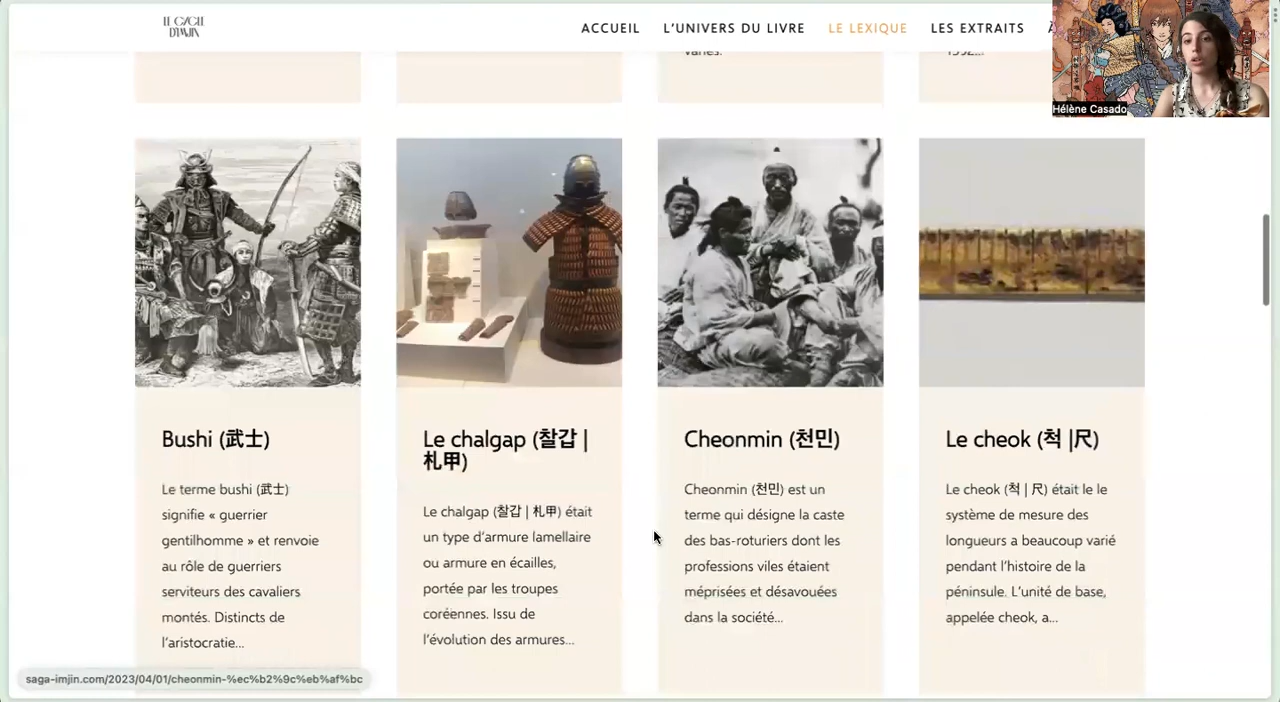 LE CYCLE
D'IMJIN
ACCUEIL
L'UNIVERS DU LIVRE
LE LEXIQUE
LES EXTRAITS
À
variés.
1592...
Hélène Casado
Bushi (武士)
Le terme bushi (武士)
signifie « guerrier
gentilhomme » et renvoie
au rôle de guerriers
serviteurs des cavaliers
montés. Distincts de
l'aristocratie...
Le chalgap (찰갑 |
札甲)
Le chalgap (찰갑 | 札甲) était
un type d'armure lamellaire
ou armure en écailles,
portée par les troupes
coréennes. Issu de
l'évolution des armures...
Cheonmin (천민)
Cheonmin (천민) est un
terme qui désigne la caste
des bas-roturiers dont les
professions viles étaient
méprisées et désavouées
dans la société...
Le cheok (척 |尺)
Le cheok (척 | 尺) était le le
système de mesure des
longueurs a beaucoup varié
pendant l'histoire de la
péninsule. L'unité de base,
appelée cheok, a...
saga-imjin.com/2023/04/01/cheonmin-%ec%b2%9c%eb%af%bc